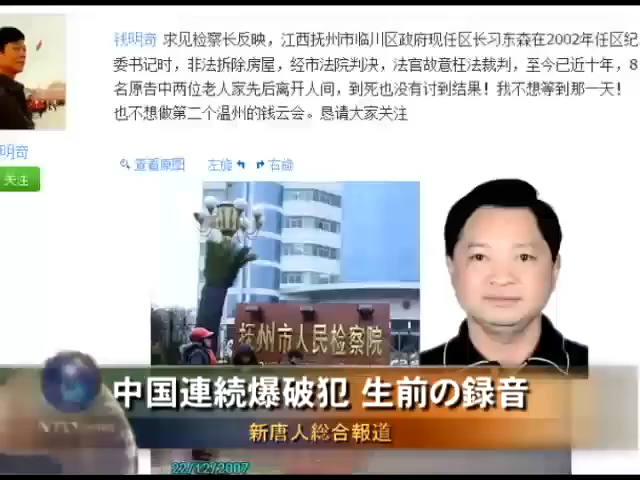 钱明奇 求见检察长反映，江西抚州市临川区政府现任区长习东森在2002年任区纪
委书记时，非法拆除房屋，经市法院判决，法官故意枉法裁判，至今已近十年，8
名原告中两位老人家先后离开人间，到死也没有讨到结果！我不想等到那一天！
也不想做第二个温州的钱云会。恳请大家关注
明奇
关注
查看原图 左旋 右旋
抚州市人民检察院
中国連続爆破犯 生前の録音
新唐人総合報道
NTD
22/12/2007